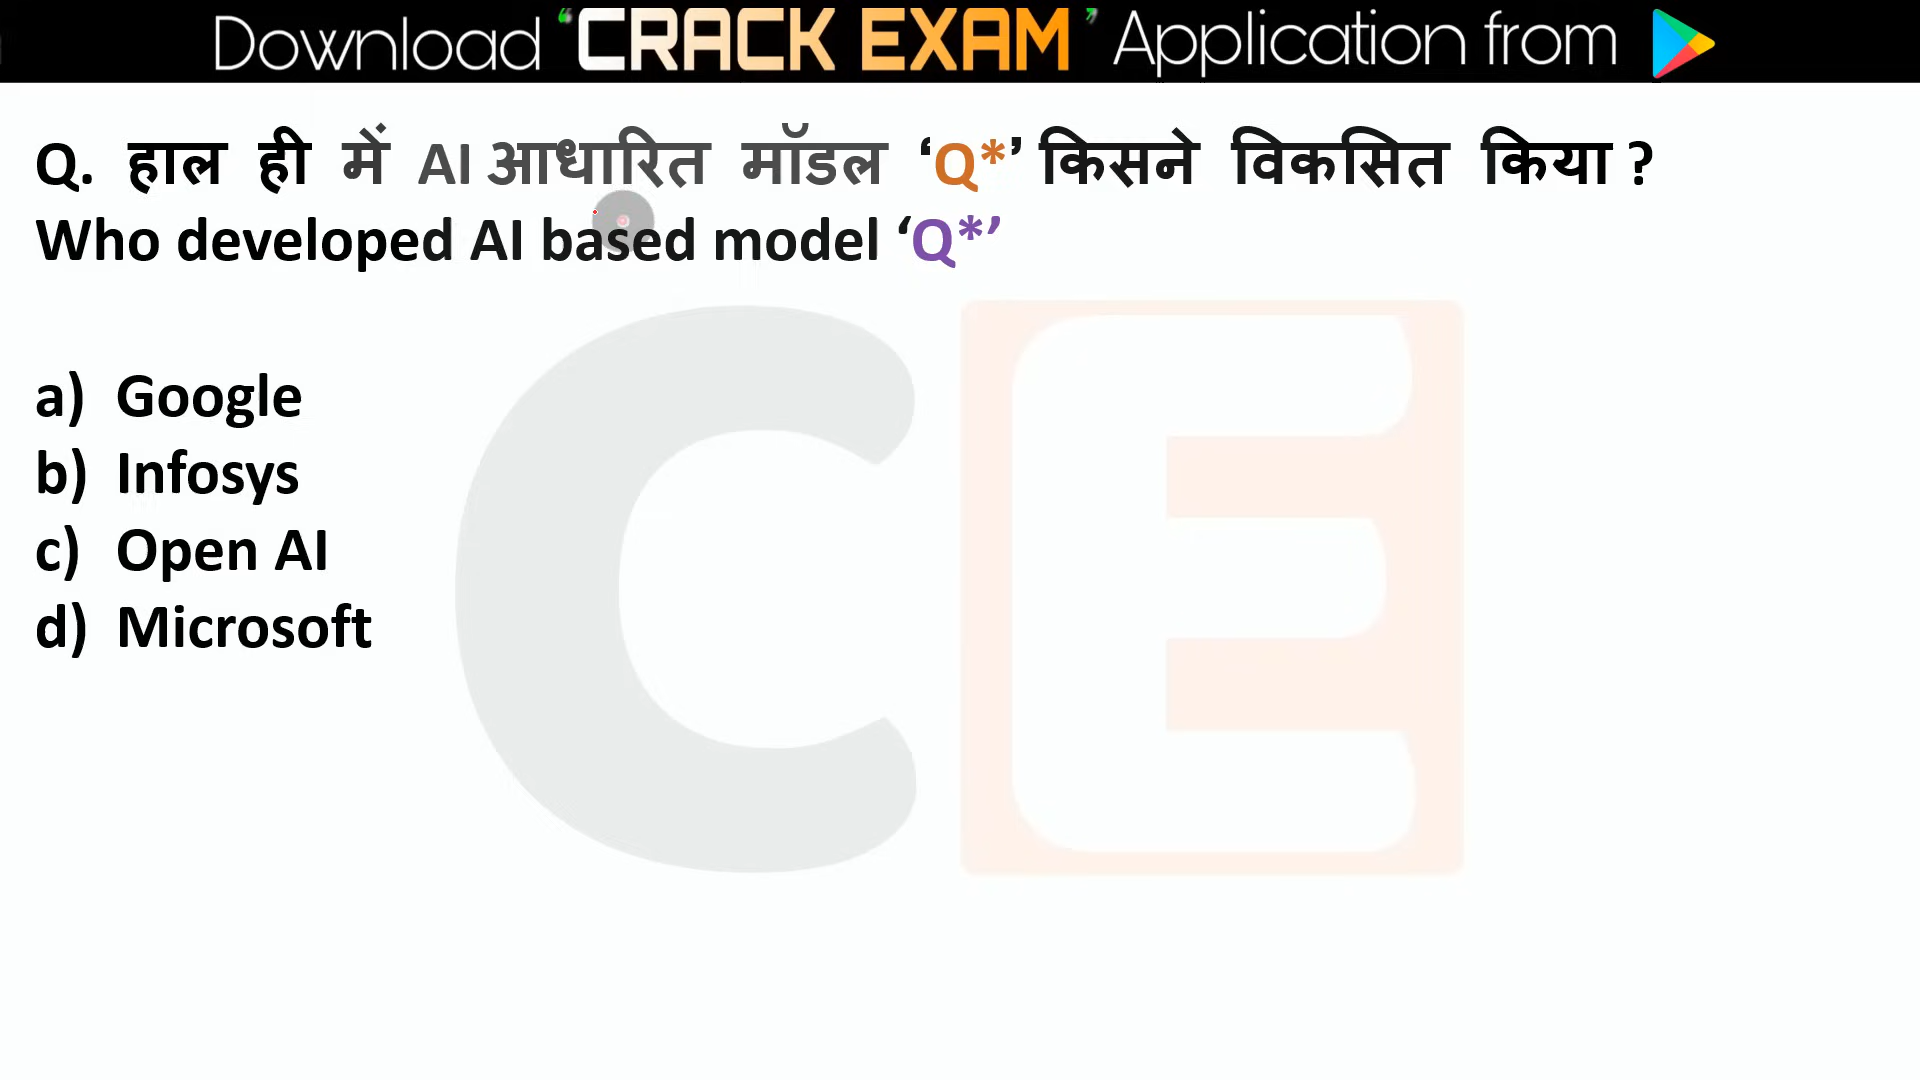 Download ‘CRACK EXAM’ Application from
Q. हाल ही में AI आधारित मॉडल ‘Q*’ किसने विकसित किया ?
Who developed AI based model ‘Q*’
a) Google
b) Infosys
c) Open AI
d) Microsoft
CE